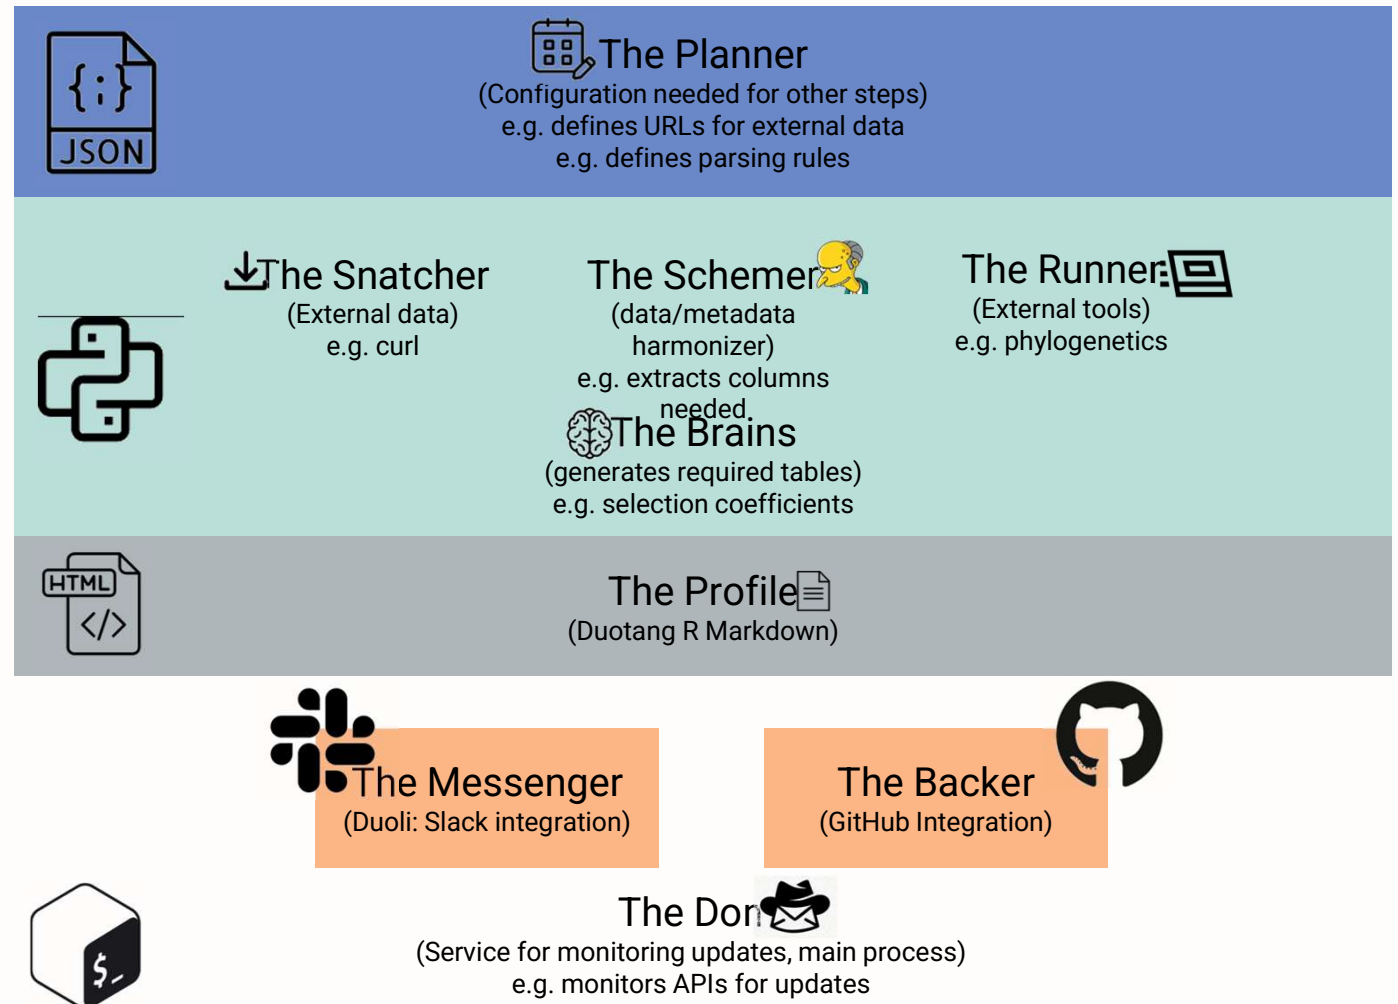 {;}
JSON
The Planner
(Configuration needed for other steps)
e.g. defines URLs for external data
e.g. defines parsing rules
The Snatcher
(External data)
e.g. curl
The Schemer
(data/metadata
harmonizer)
e.g. extracts columns
needed
The Runner
(External tools)
e.g. phylogenetics
The Brains
(generates required tables)
e.g. selection coefficients
HTML
</>
The Profile
(Duotang R Markdown)
The Messenger
(Duoli: Slack integration)
The Backer
(GitHub Integration)
$_
The Don
(Service for monitoring updates, main process)
e.g. monitors APIs for updates